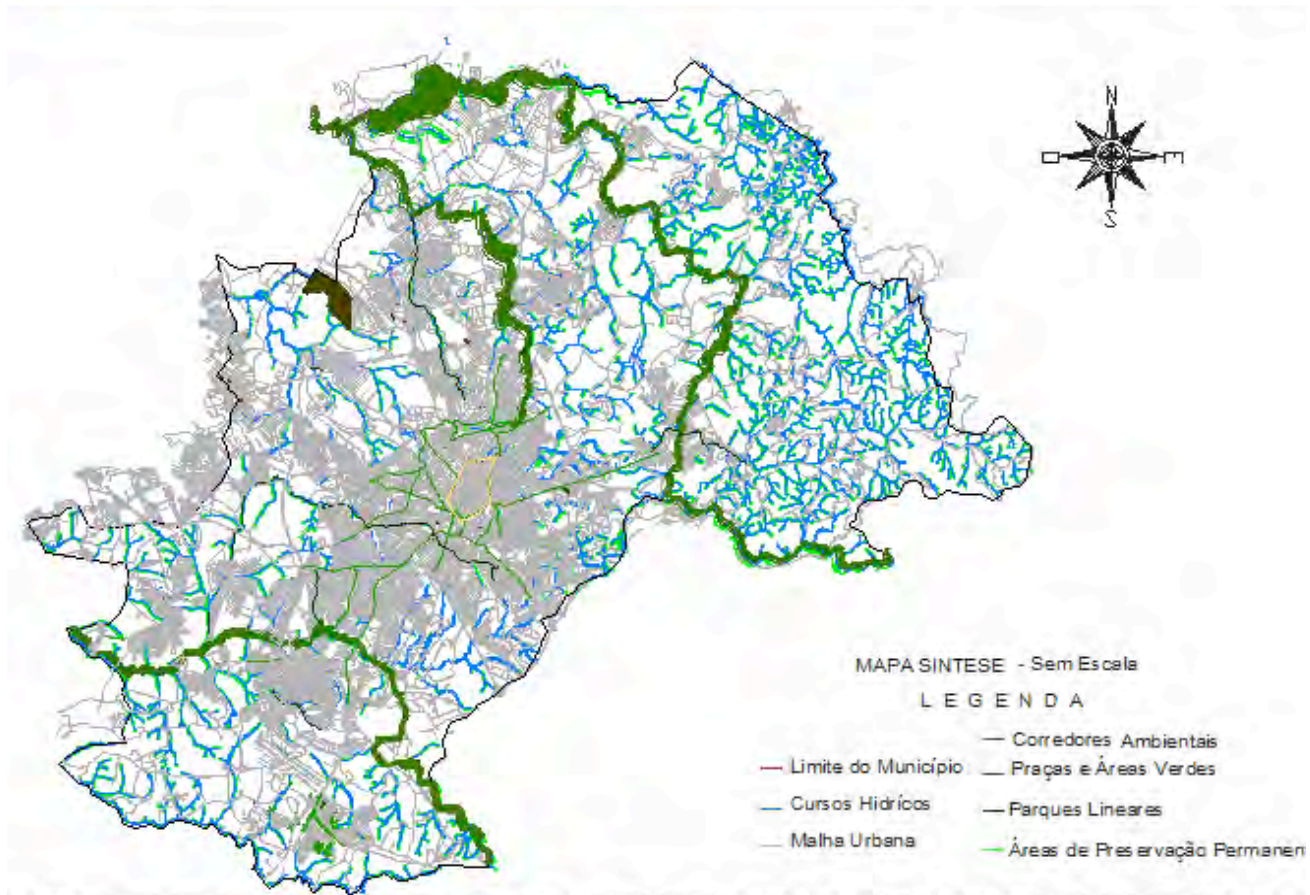 N
O E
S
MAPA SINTESE - Sem Escala
L E G E N D A
Corredores Ambientais
Limite do Município
Praças e Áreas Verdes
Cursos Hidrícos
Parques Lineares
Malha Urbana
Áreas de Preservação Permanen